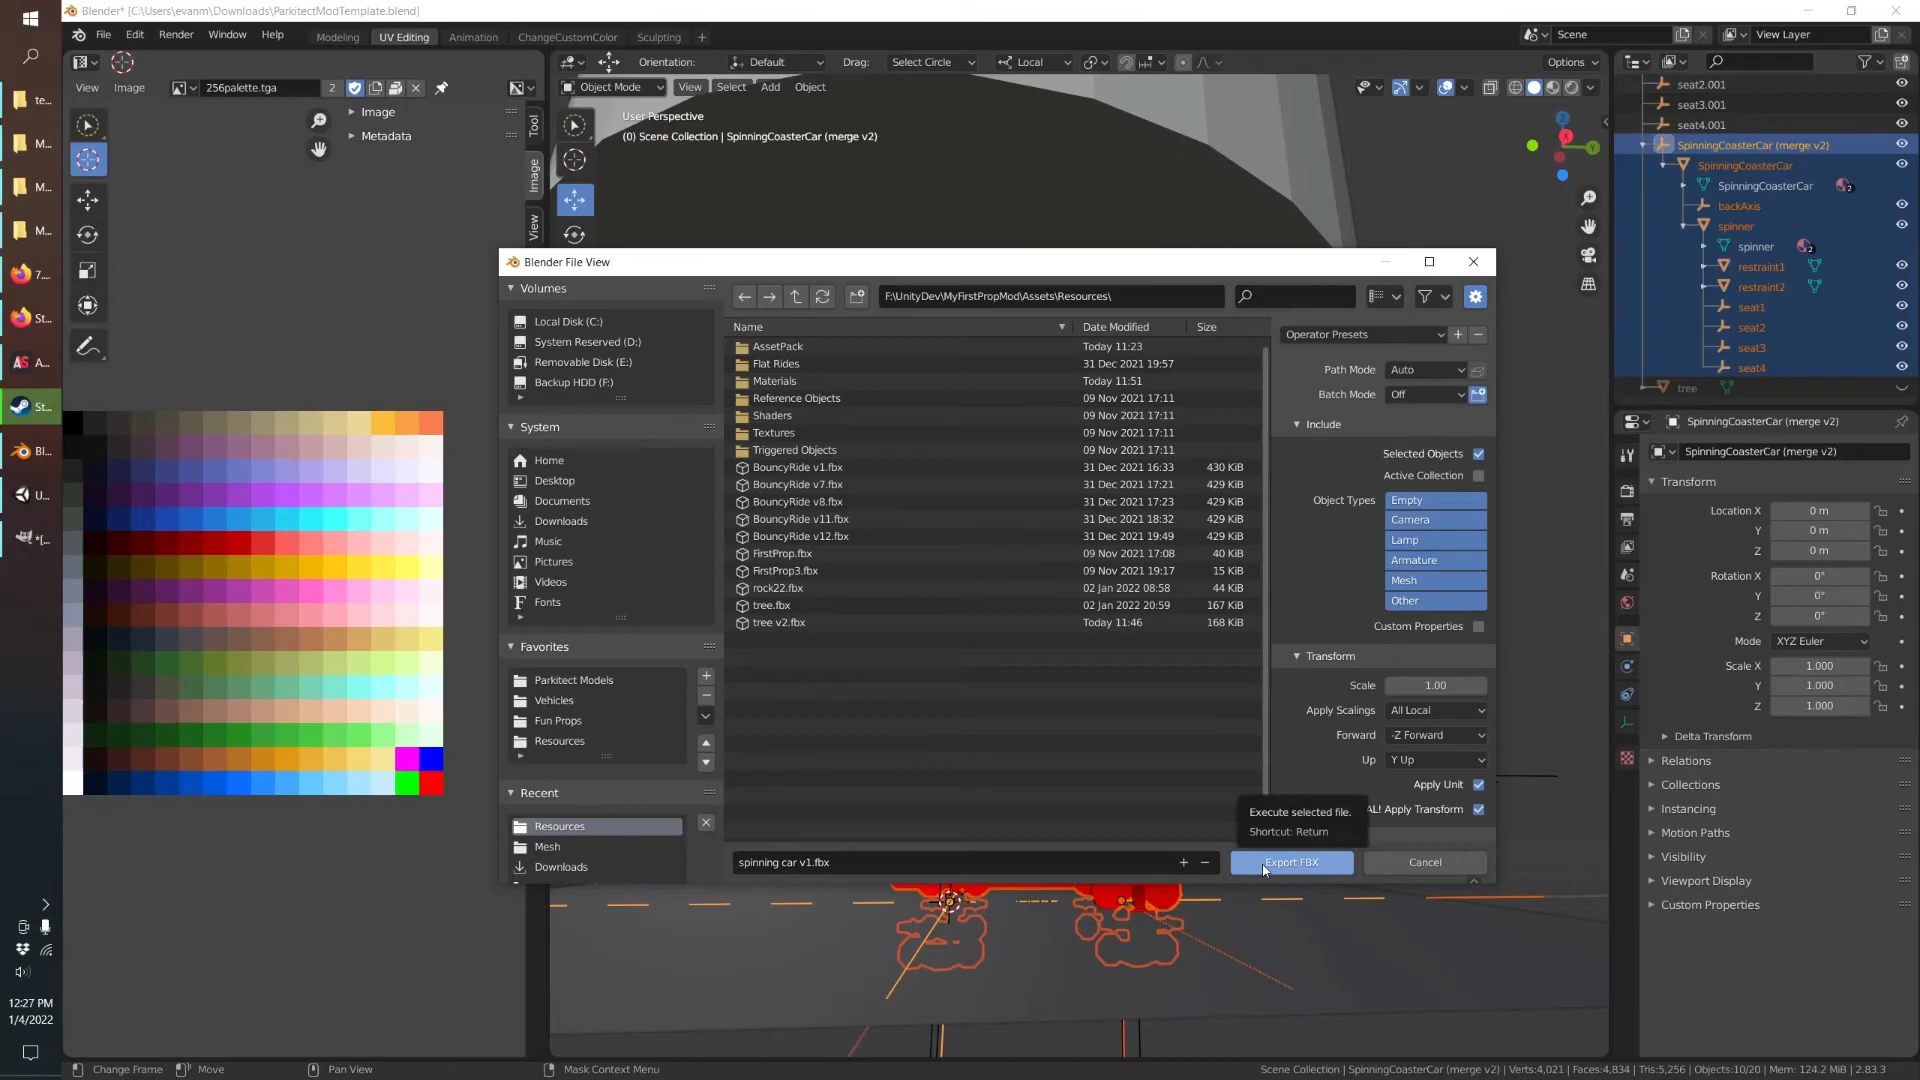 Blender* [C:\Users\evanm\Downloads\ParkitectModTemplate.blend]
File Edit Render Window Help
Modeling UV Editing Animation ChangeCustomColor Sculpting
Scene View Layer
Orientation: Default Drag: Select Circle Local Options
View Image 256palette.tga 2
Object Mode View Select Add Object
Image
Metadata
Tool
Image
View
User Perspective
(0) Scene Collection | SpinningCoasterCar (merge v2)
X
Y
Z
seat2.001
seat3.001
seat4.001
SpinningCoasterCar (merge v2)
SpinningCoasterCar
SpinningCoasterCar 2
backAxis
spinner
spinner 2
restraint1
restraint2
seat1
seat2
seat3
seat4
tree
te...
M...
M...
M...
7....
St...
A...
St...
Bl...
U...
*[...
12:27 PM
1/4/2022
Blender File View
Volumes
Local Disk (C:)
System Reserved (D:)
Removable Disk (E:)
Backup HDD (F:)
System
Home
Desktop
Documents
Downloads
Music
Pictures
Videos
Fonts
Favorites
Parkitect Models
Vehicles
Fun Props
Resources
Recent
Resources
Mesh
Downloads
F:\UnityDev\MyFirstPropMod\Assets\Resources\
Name Date Modified Size
AssetPack Today 11:23
Flat Rides 31 Dec 2021 19:57
Materials Today 11:51
Reference Objects 09 Nov 2021 17:11
Shaders 09 Nov 2021 17:11
Textures 09 Nov 2021 17:11
Triggered Objects 09 Nov 2021 17:11
BouncyRide v1.fbx 31 Dec 2021 16:33 430 KiB
BouncyRide v7.fbx 31 Dec 2021 17:21 429 KiB
BouncyRide v8.fbx 31 Dec 2021 17:23 429 KiB
BouncyRide v11.fbx 31 Dec 2021 18:32 429 KiB
BouncyRide v12.fbx 31 Dec 2021 19:49 429 KiB
FirstProp.fbx 09 Nov 2021 17:08 40 KiB
FirstProp3.fbx 09 Nov 2021 19:17 15 KiB
rock22.fbx 02 Jan 2022 08:58 44 KiB
tree.fbx 02 Jan 2022 20:59 167 KiB
tree v2.fbx Today 11:46 168 KiB
spinning car v1.fbx
Export FBX Cancel
Execute selected file.
Shortcut: Return
Operator Presets
Path Mode Auto
Batch Mode Off
Include
Selected Objects
Active Collection
Object Types Empty
Camera
Lamp
Armature
Mesh
Other
Custom Properties
Transform
Scale 1.00
Apply Scalings All Local
Forward -Z Forward
Up Y Up
Apply Unit
AL! Apply Transform
SpinningCoasterCar (merge v2)
SpinningCoasterCar (merge v2)
Transform
Location X 0 m
Y 0 m
Z 0 m
Rotation X 0°
Y 0°
Z 0°
Mode XYZ Euler
Scale X 1.000
Y 1.000
Z 1.000
Delta Transform
Relations
Collections
Instancing
Motion Paths
Visibility
Viewport Display
Custom Properties
Change Frame Move Pan View Mask Context Menu
Scene Collection | SpinningCoasterCar (merge v2) | Verts:4,021 | Faces:4,834 | Tris:5,256 | Objects:10/20 | Mem: 124.2 MiB | 2.83.3